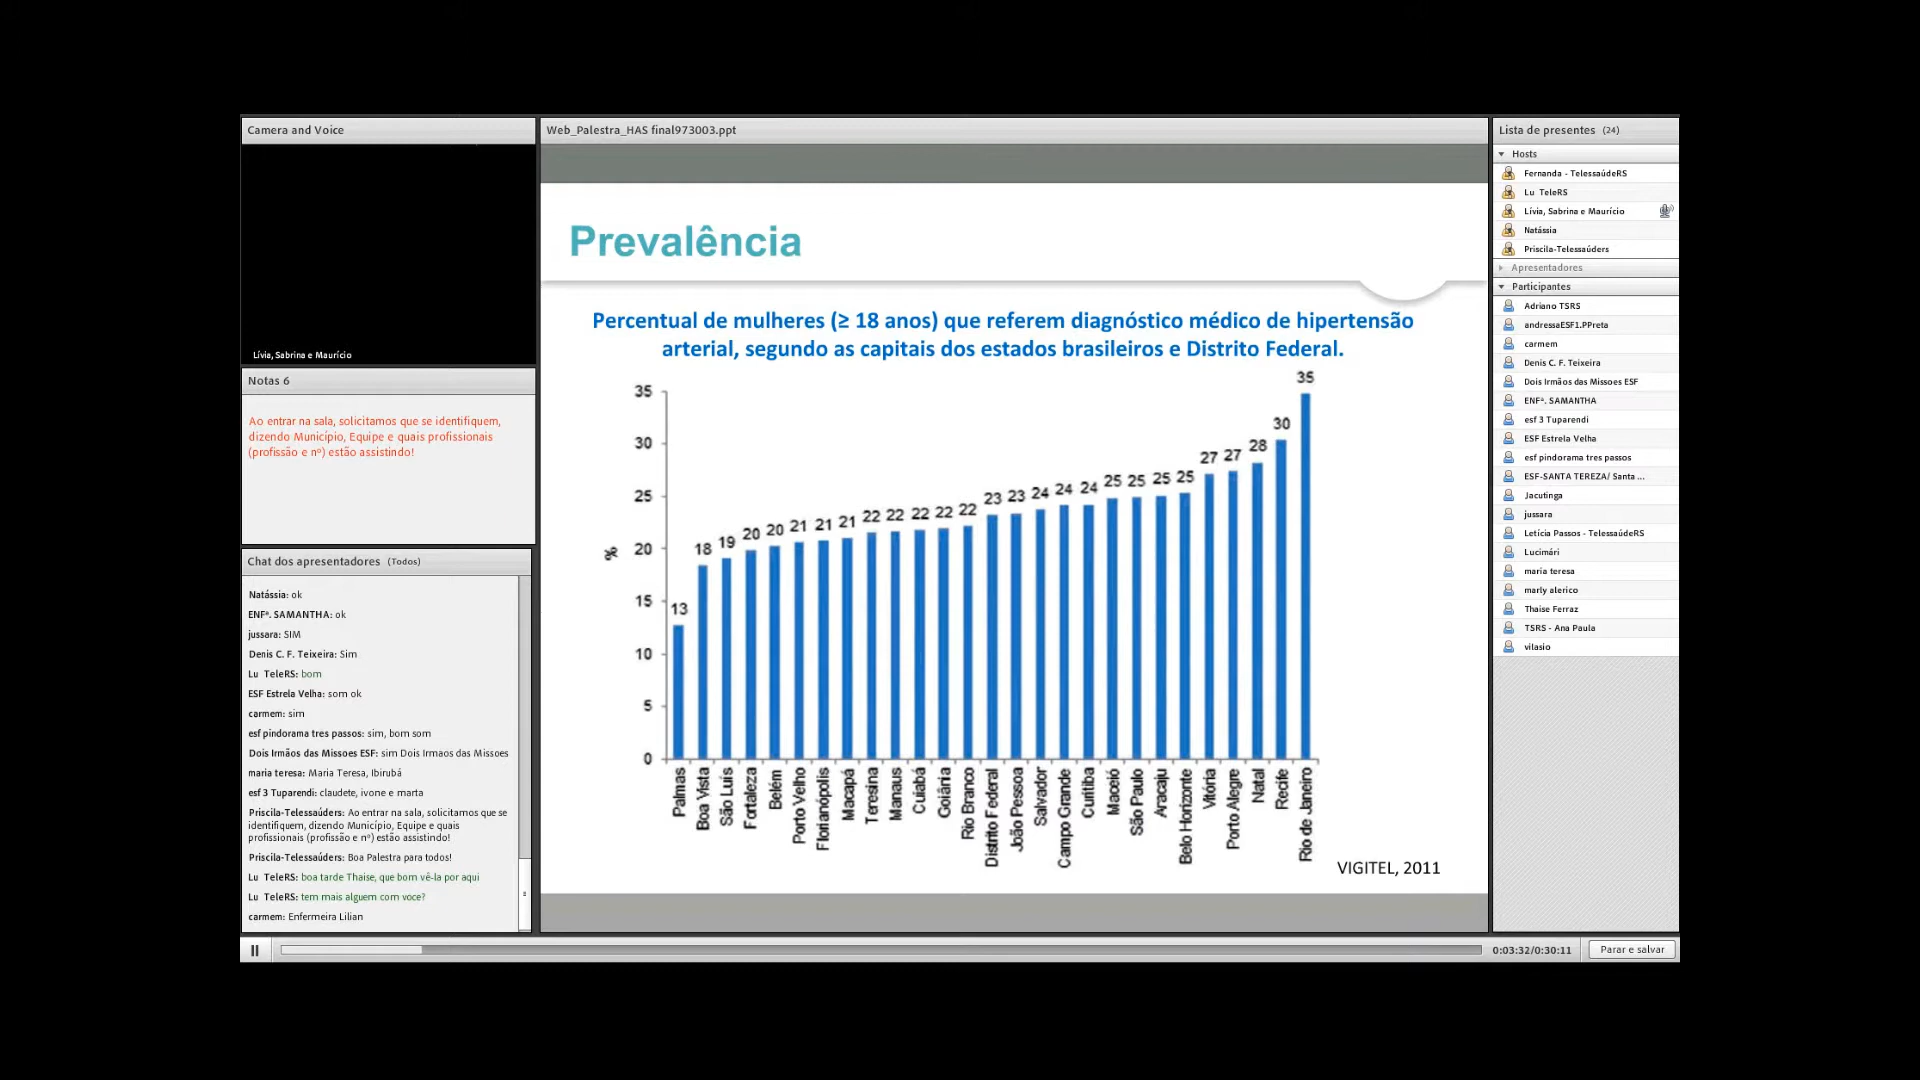 Camera and Voice
Lívia, Sabrina e Maurício
Notas 6
Ao entrar na sala, solicitamos que se identifiquem,
dizendo Município, Equipe e quais profissionais
(profissão e nº) estão assistindo!
Chat dos apresentadores (Todos)
Natássia: ok
ENFª. SAMANTHA: ok
jussara: SIM
Denis C. F. Teixeira: Sim
Lu TeleRS: bom
ESF Estrela Velha: som ok
carmem: sim
esf pindorama tres passos: sim, bom som
Dois Irmãos das Missoes ESF: sim Dois Irmaos das Missoes
maria teresa: Maria Teresa, Ibirubá
esf 3 Tuparendi: claudete, ivone e marta
Priscila-Telessaúders: Ao entrar na sala, solicitamos que se
identifiquem, dizendo Município, Equipe e quais
profissionais (profissão e nº) estão assistindo!
Priscila-Telessaúders: Boa Palestra para todos!
Lu TeleRS: boa tarde Thaise, que bom vê-la por aqui
Lu TeleRS: tem mais alguem com voce?
carmem: Enfermeira Lilian
Web_Palestra_HAS final973003.ppt
Prevalência
Percentual de mulheres (≥ 18 anos) que referem diagnóstico médico de hipertensão
arterial, segundo as capitais dos estados brasileiros e Distrito Federal.
%
35
30
25
20
15
10
5
0
13
18
19
20
20
21
21
21
22
22
22
22
22
23
23
24
24
24
25
25
25
25
27
27
28
30
35
Palmas
Boa Vista
São Luís
Fortaleza
Belém
Porto Velho
Florianópolis
Macapá
Teresina
Manaus
Cuiabá
Goiânia
Rio Branco
Distrito Federal
João Pessoa
Salvador
Campo Grande
Curitiba
Maceió
São Paulo
Aracaju
Belo Horizonte
Vitória
Porto Alegre
Natal
Recife
Rio de Janeiro
VIGITEL, 2011
Lista de presentes (24)
Hosts
Fernanda - TelessaúdeRS
Lu TeleRS
Lívia, Sabrina e Maurício
Natássia
Priscila-Telessaúders
Apresentadores
Participantes
Adriano TSRS
andressaESF1.PPreta
carmem
Denis C. F. Teixeira
Dois Irmãos das Missoes ESF
ENFª. SAMANTHA
esf 3 Tuparendi
ESF Estrela Velha
esf pindorama tres passos
ESF-SANTA TEREZA/ Santa ...
Jacutinga
jussara
Letícia Passos - TelessaúdeRS
Lucimári
maria teresa
marly alerico
Thaise Ferraz
TSRS - Ana Paula
vilasio
0:03:32/0:30:11
Parar e salvar